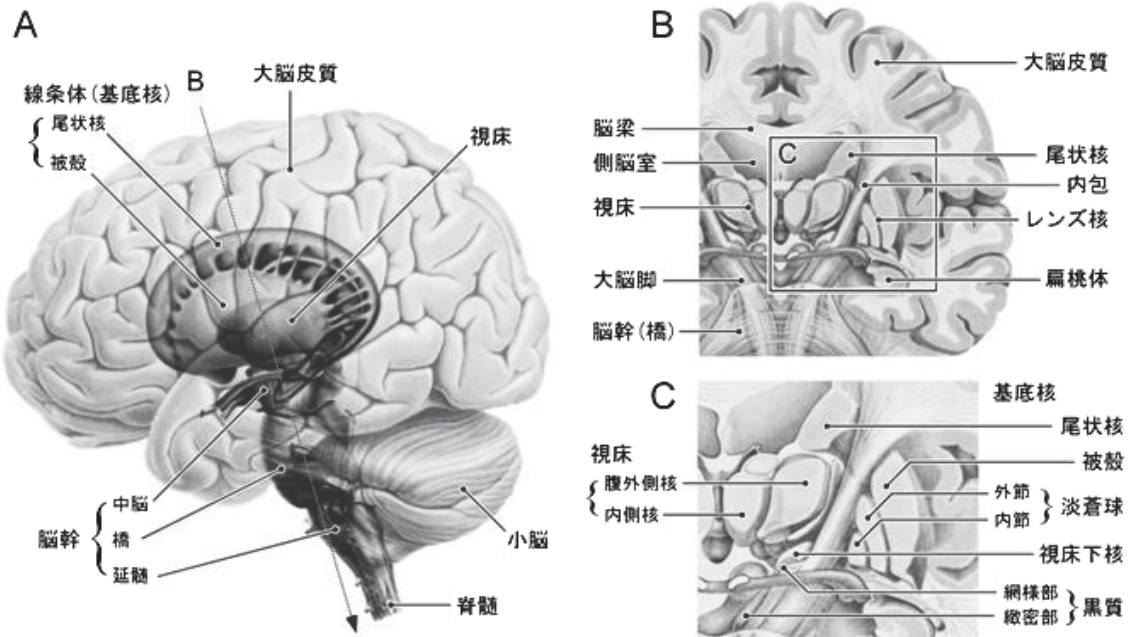 A
B
大脳皮質
線条体（基底核）
尾状核
被殻
視床
脳幹
中脳
橋
延髄
小脳
脊髄
B
大脳皮質
脳梁
側脳室
C
尾状核
内包
視床
レンズ核
大脳脚
扁桃体
脳幹（橋）
C
基底核
尾状核
視床
被殻
腹外側核
外節
淡蒼球
内側核
内節
視床下核
網様部
黒質
緻密部